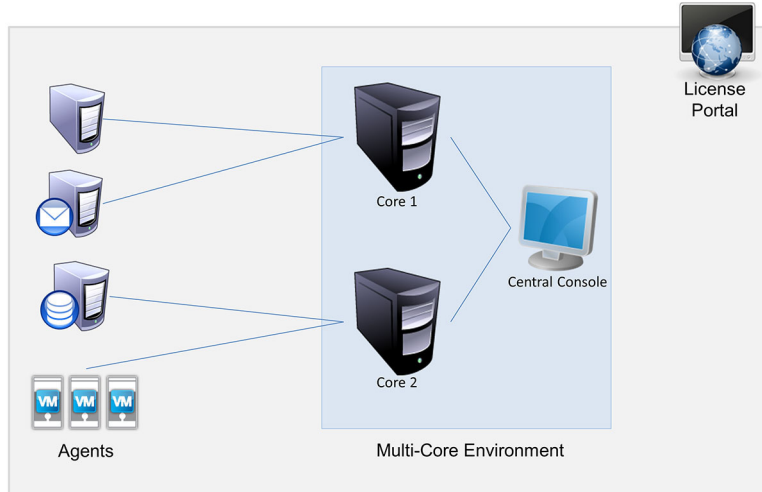 License
Portal
Core 1
Central Console
Core 2
VM VM VM
Agents
Multi-Core Environment